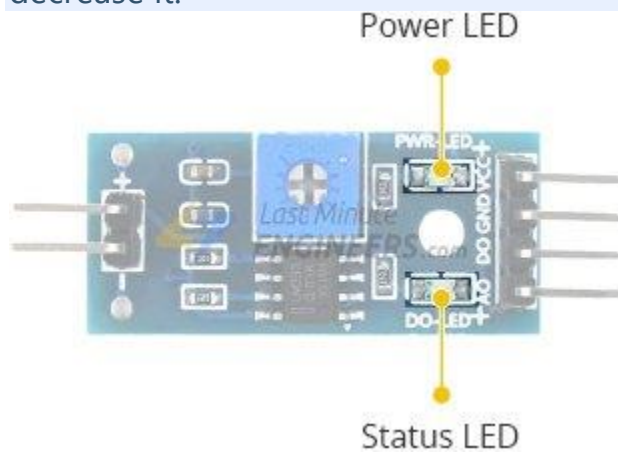 decrease it.
Power LED
PWR-LED
VCC
GND
DO
AO
Last Minute
ENGINEERS.com
DO-LED
Status LED